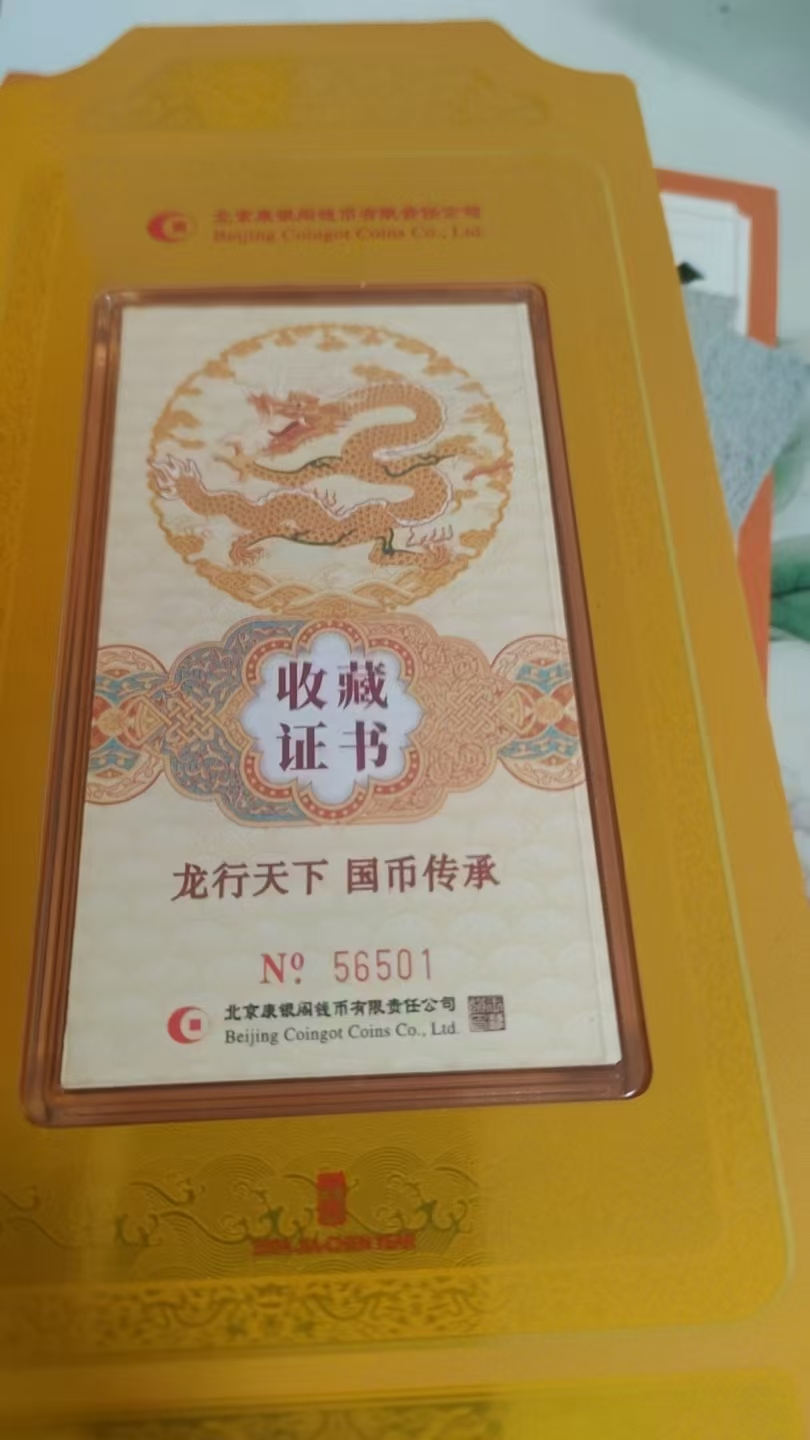 北京康银阁钱币有限责任公司
Beijing Coingot Coins Co., Ltd.
收藏
证书
龙行天下 国币传承
Nº 56501
北京康银阁钱币有限责任公司
Beijing Coingot Coins Co., Ltd.